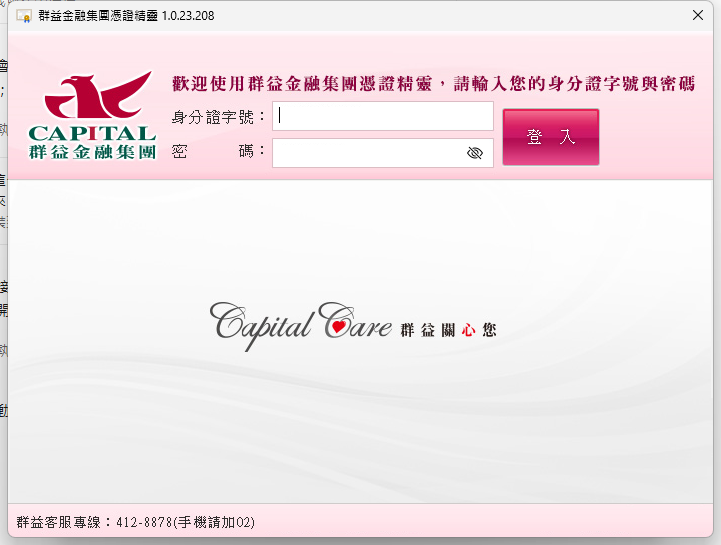 群益金融集團憑證精靈 1.0.23.208
歡迎使用群益金融集團憑證精靈，請輸入您的身分證字號與密碼
CAPITAL
群益金融集團
身分證字號：
密碼：
登入
Capital Care 群益關心您
群益客服專線：412-8878(手機請加02)